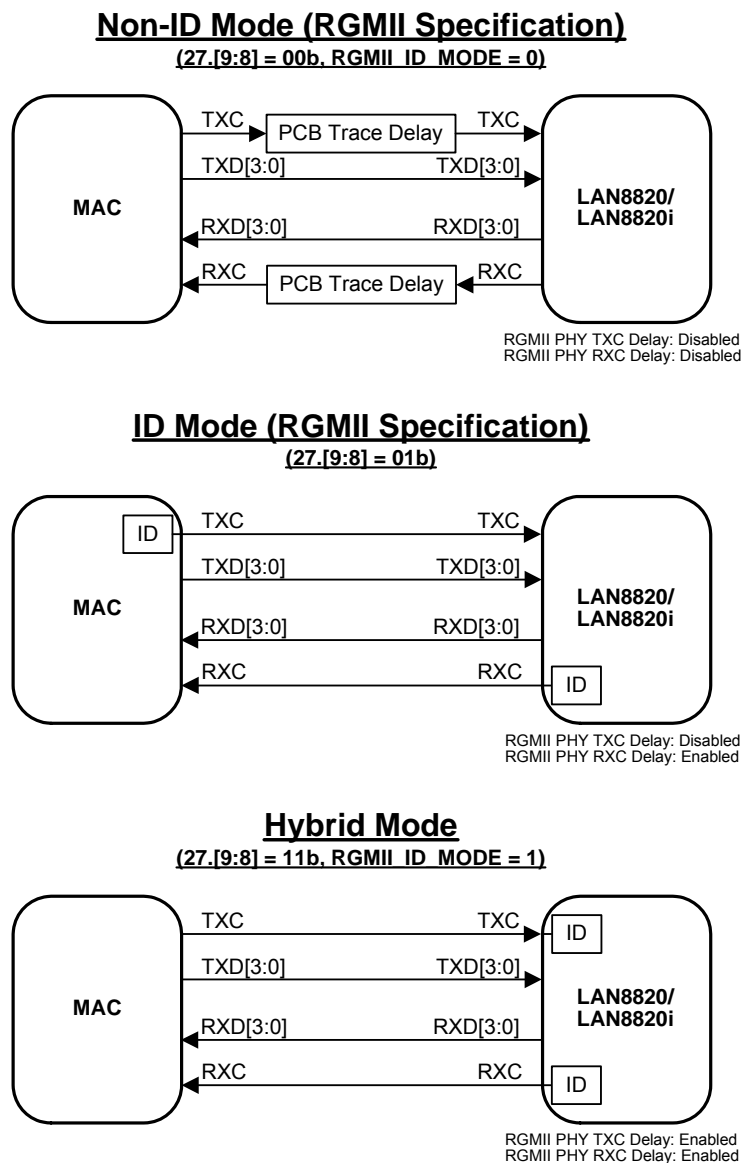 Non-ID Mode (RGMII Specification)
(27.[9:8] = 00b, RGMII_ID_MODE = 0)
TXC PCB Trace Delay TXC
TXD[3:0] TXD[3:0]
MAC
LAN8820/
LAN8820i
RXD[3:0] RXD[3:0]
RXC PCB Trace Delay RXC
RGMII PHY TXC Delay: Disabled
RGMII PHY RXC Delay: Disabled
ID Mode (RGMII Specification)
(27.[9:8] = 01b)
ID TXC TXC
TXD[3:0] TXD[3:0]
MAC
LAN8820/
LAN8820i
RXD[3:0] RXD[3:0]
RXC RXC ID
RGMII PHY TXC Delay: Disabled
RGMII PHY RXC Delay: Enabled
Hybrid Mode
(27.[9:8] = 11b, RGMII_ID_MODE = 1)
TXC TXC ID
TXD[3:0] TXD[3:0]
MAC
LAN8820/
LAN8820i
RXD[3:0] RXD[3:0]
RXC RXC ID
RGMII PHY TXC Delay: Enabled
RGMII PHY RXC Delay: Enabled